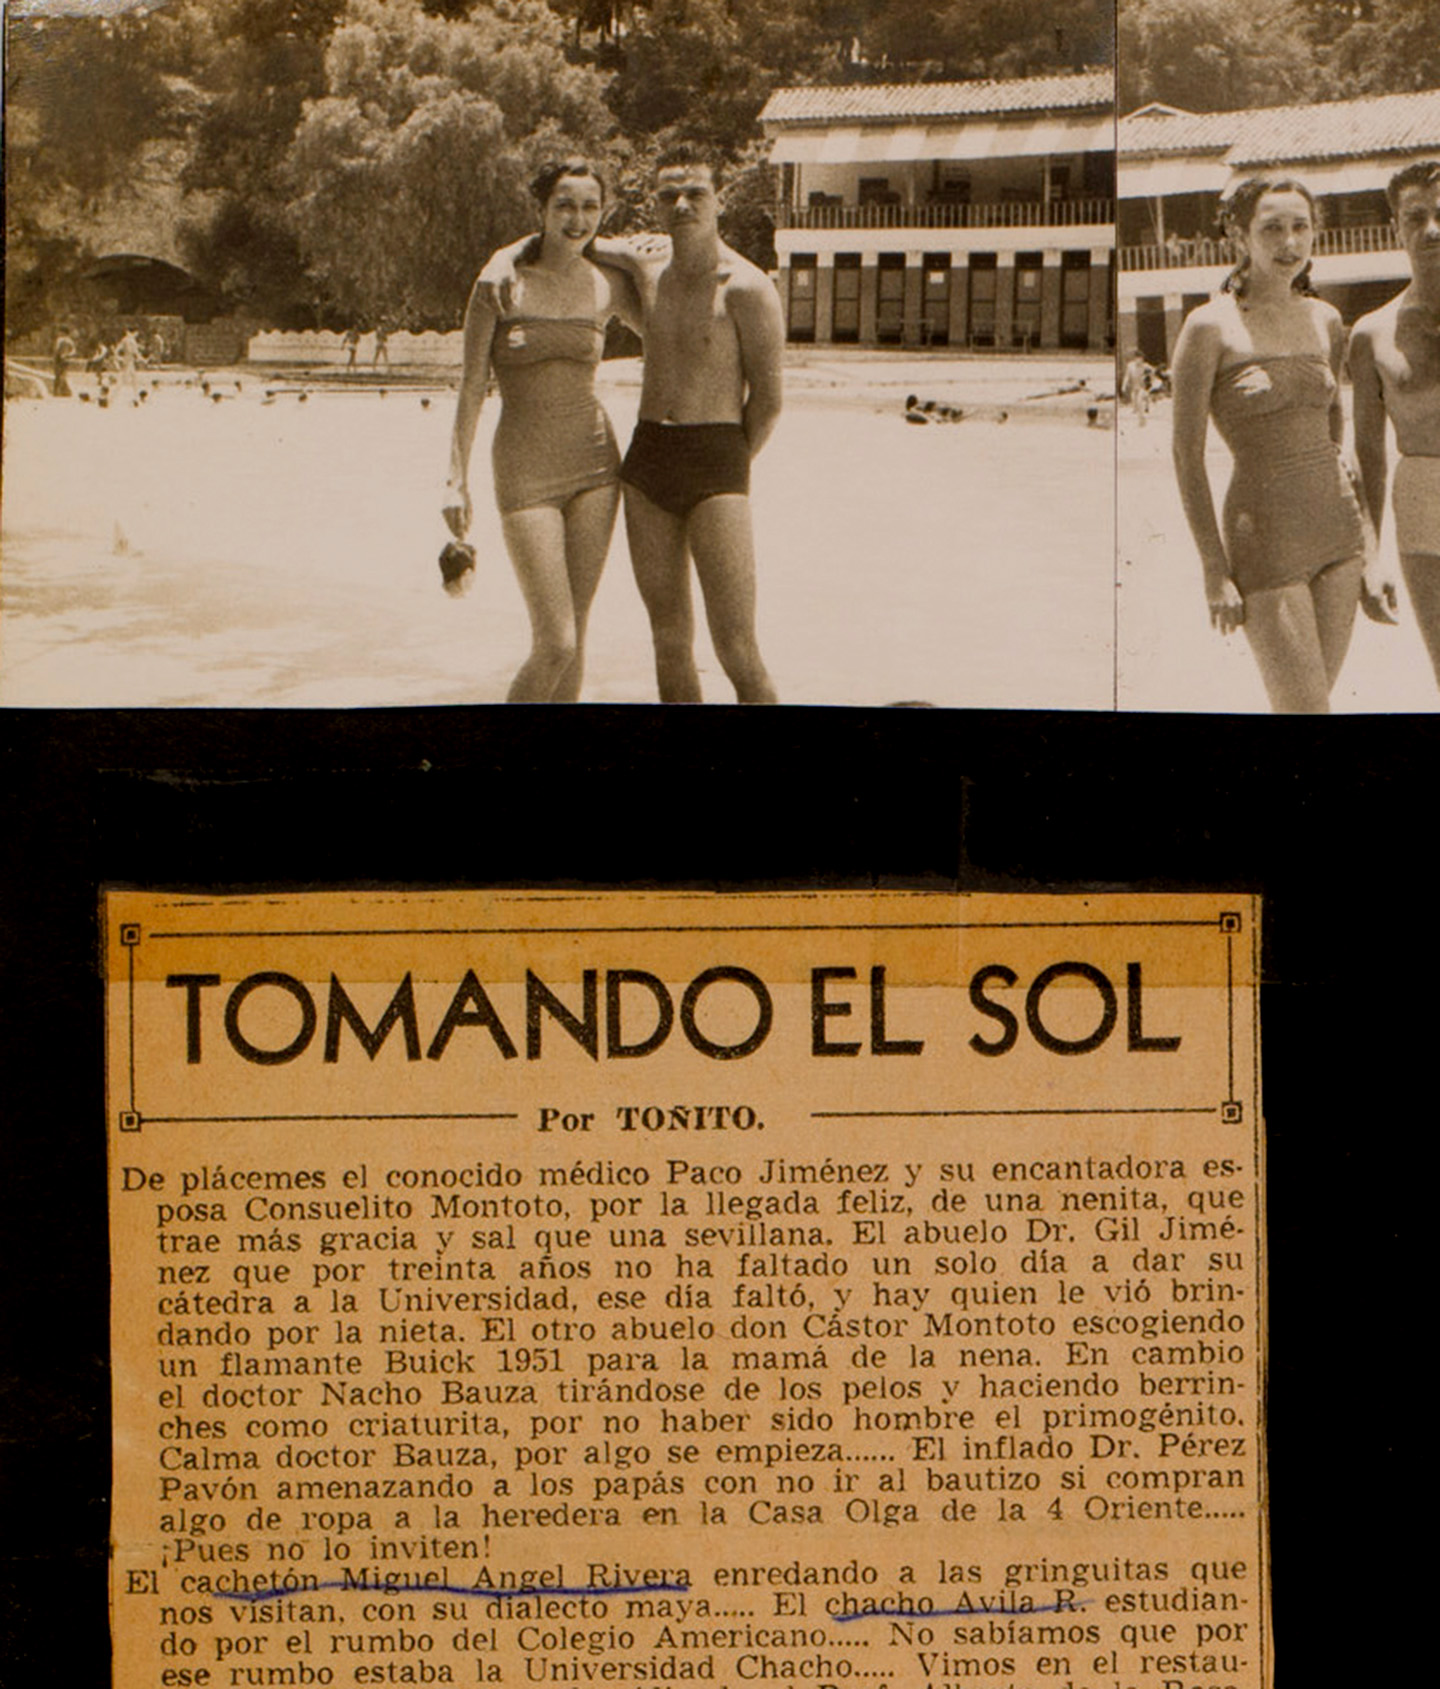 TOMANDO EL SOL
Por TOÑITO.
De plácemes el conocido médico Paco Jiménez y su encantadora es-
posa Consuelito Montoto, por la llegada feliz, de una nenita, que
trae más gracia y sal que una sevillana. El abuelo Dr. Gil Jimé-
nez que por treinta años no ha faltado un solo día a dar su
cátedra a la Universidad, ese día faltó, y hay quien le vió brin-
dando por la nieta. El otro abuelo don Cástor Montoto escogiendo
un flamante Buick 1951 para la mamá de la nena. En cambio
el doctor Nacho Bauza tirándose de los pelos y haciendo berrin-
ches como criaturita, por no haber sido hombre el primogénito.
Calma doctor Bauza, por algo se empieza...... El inflado Dr. Pérez
Pavón amenazando a los papás con no ir al bautizo si compran
algo de ropa a la heredera en la Casa Olga de la 4 Oriente.....
¡Pues no lo inviten!
El cachetón Miguel Angel Rivera enredando a las gringuitas que
nos visitan, con su dialecto maya..... El chacho Avila R. estudian-
do por el rumbo del Colegio Americano..... No sabíamos que por
ese rumbo estaba la Universidad Chacho..... Vimos en el restau-